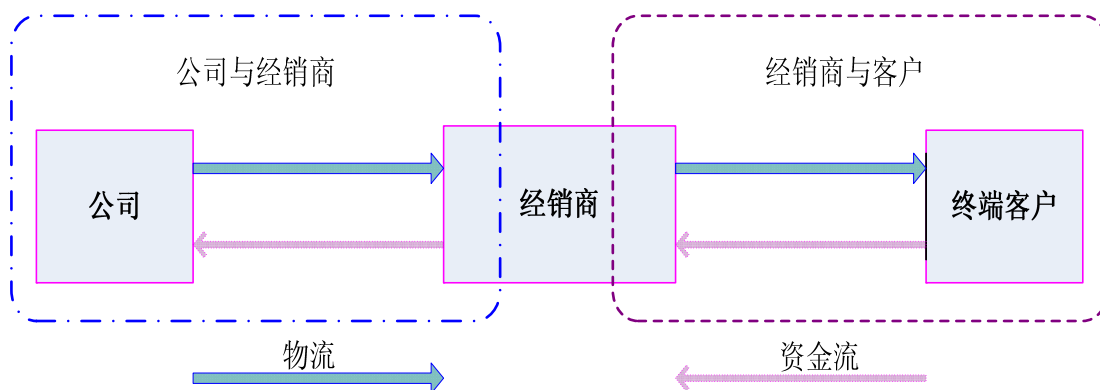 公司与经销商
经销商与客户
公司
经销商
终端客户
物流
资金流